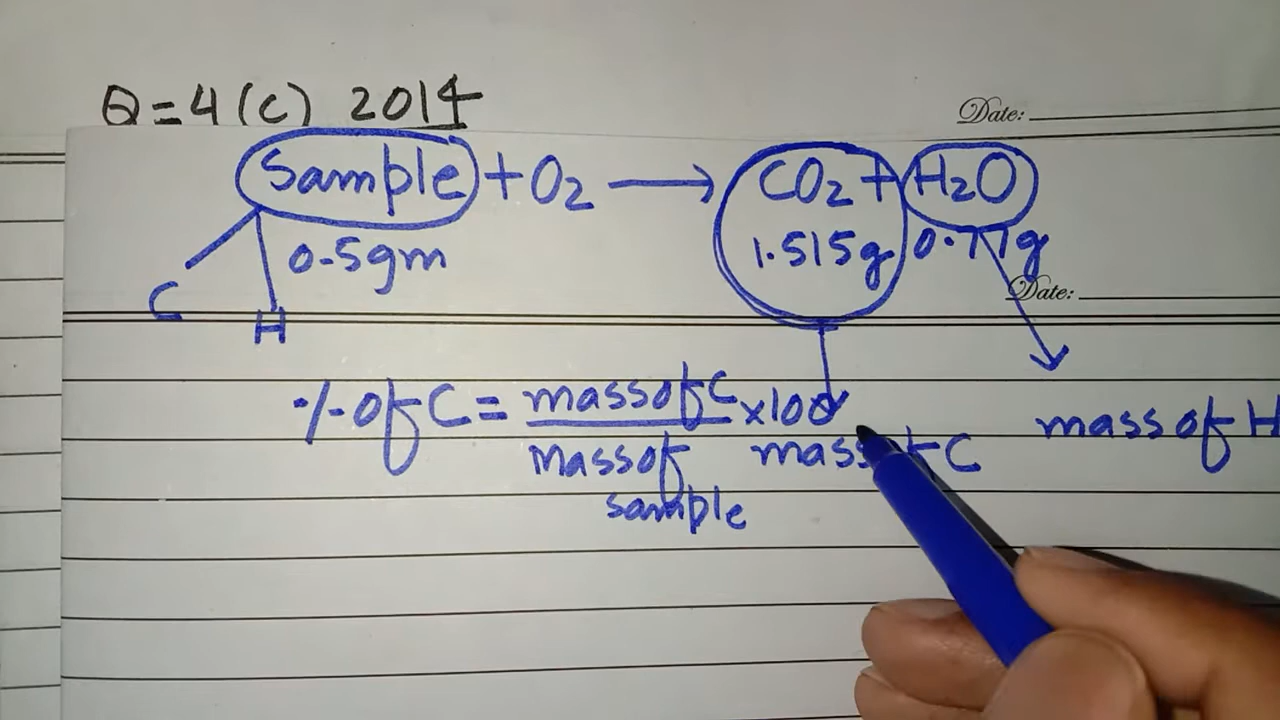 Q=4(C) 2014
Date:
Sample + O2 → CO2 + H2O
0.5gm 1.515g 0.77g
Date:
C
H
%of C = mass of C ×100
mass of sample
mass of C
mass of H